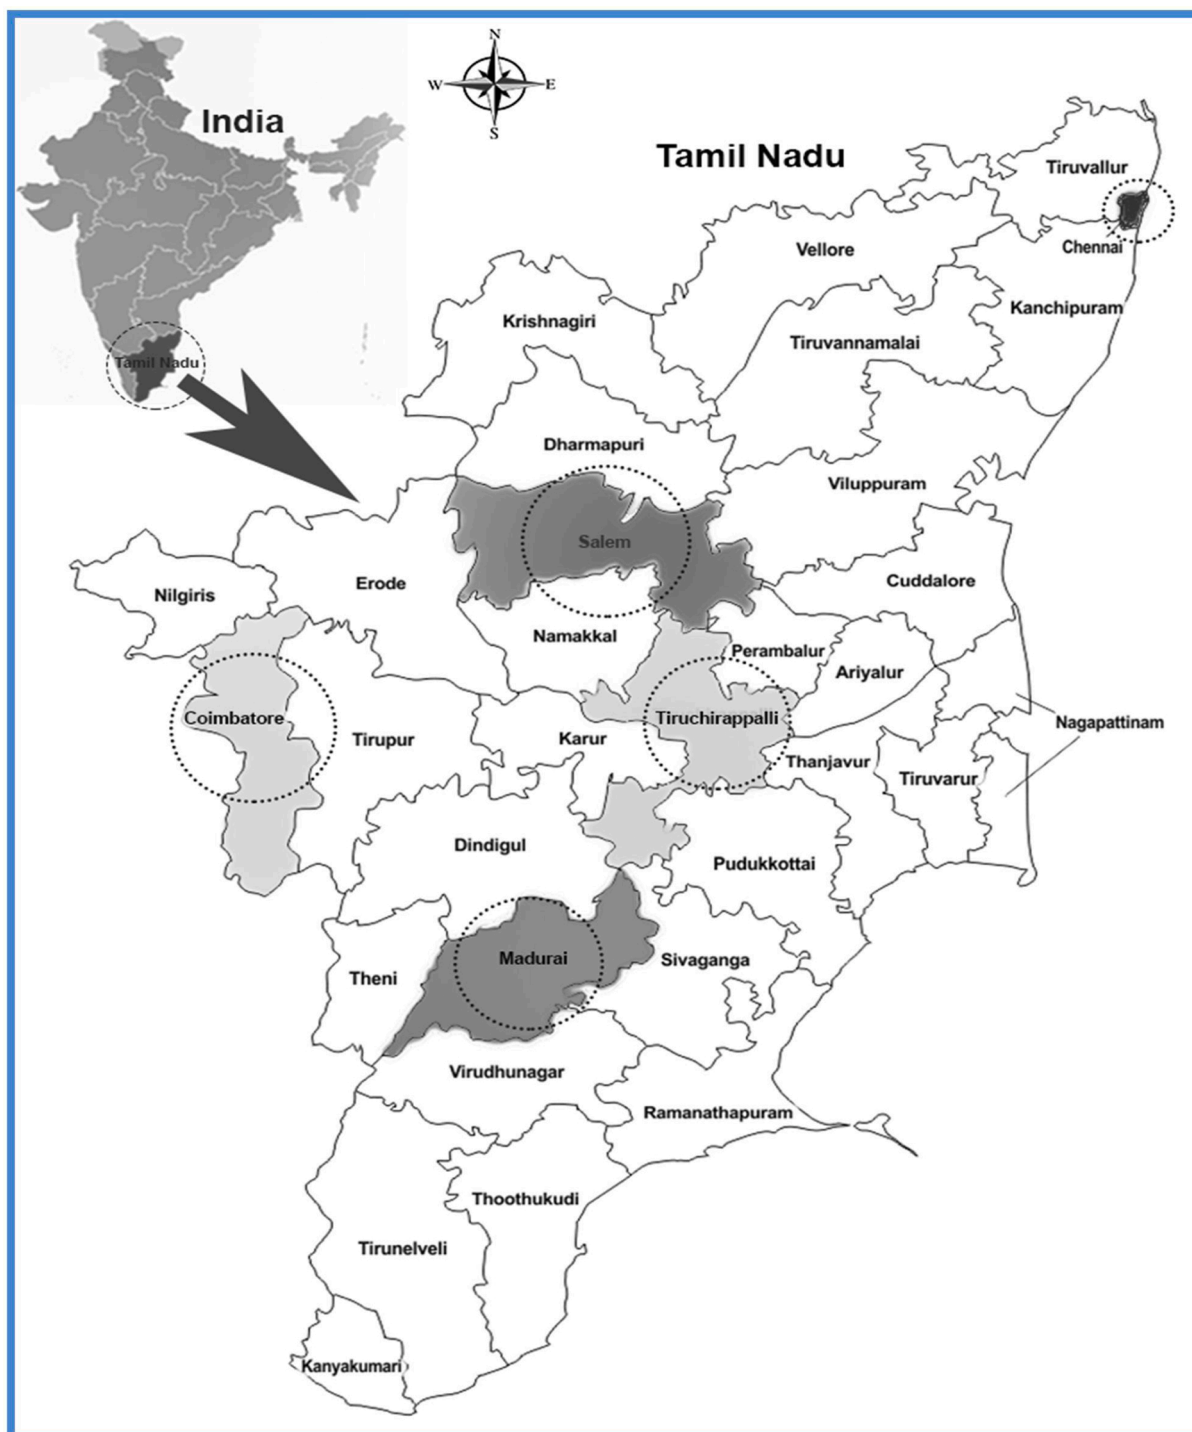 N
W
E
S
India
Tamil Nadu
Tamil Nadu
Tiruvallur
Chennai
Vellore
Kanchipuram
Krishnagiri
Tiruvannamalai
Dharmapuri
Viluppuram
Salem
Erode
Cuddalore
Nilgiris
Namakkal
Perambalur
Ariyalur
Coimbatore
Tiruchirappalli
Nagapattinam
Tirupur
Karur
Thanjavur
Tiruvarur
Dindigul
Pudukkottai
Madurai
Sivaganga
Theni
Virudhunagar
Ramanathapuram
Thoothukudi
Tirunelveli
Kanyakumari